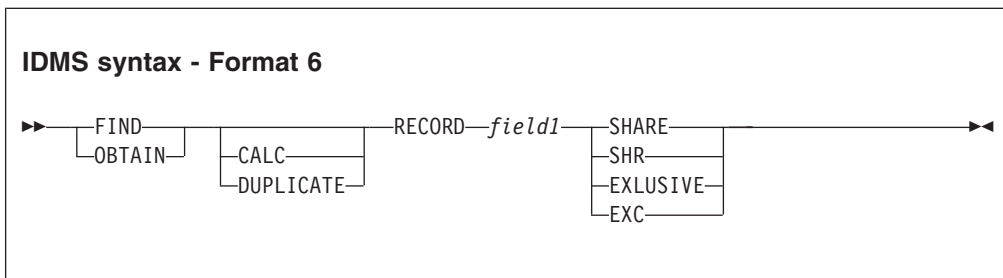 IDMS syntax - Format 6
FIND RECORD field1 SHARE
OBTAIN CALC SHR
DUPLICATE EXLUSIVE
EXC